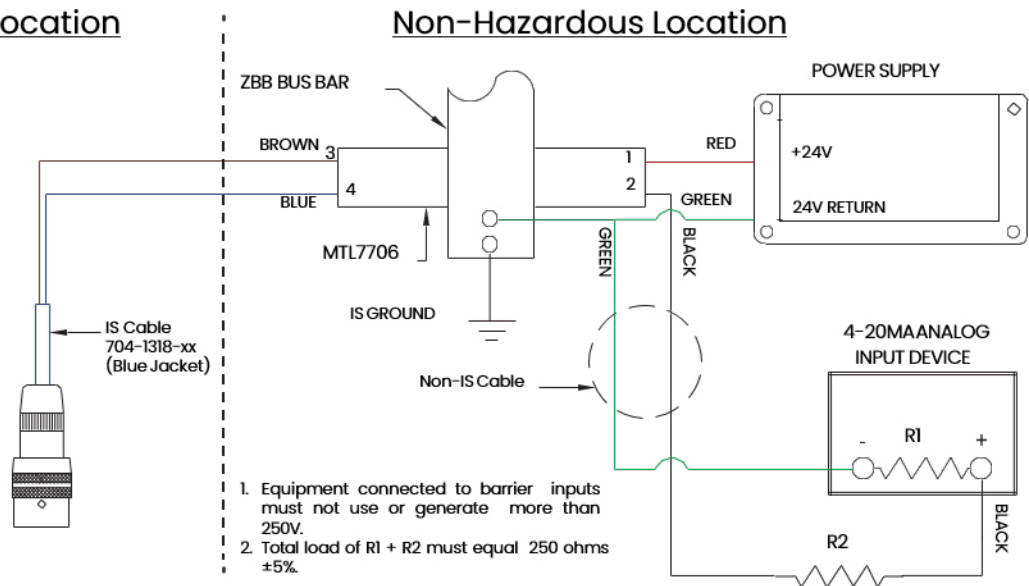 ocation
Non-Hazardous Location
ZBB BUS BAR
POWER SUPPLY
BROWN
3
1
RED
+24V
4
2
BLUE
GREEN
24V RETURN
MTL7706
GREEN
BLACK
IS GROUND
IS Cable
704-1318-xx
(Blue Jacket)
4-20MAANALOG
INPUT DEVICE
Non-IS Cable
-
R1
+
BLACK
R2
1. Equipment connected to barrier inputs
must not use or generate more than
250V.
2. Total load of R1 + R2 must equal 250 ohms
±5%.